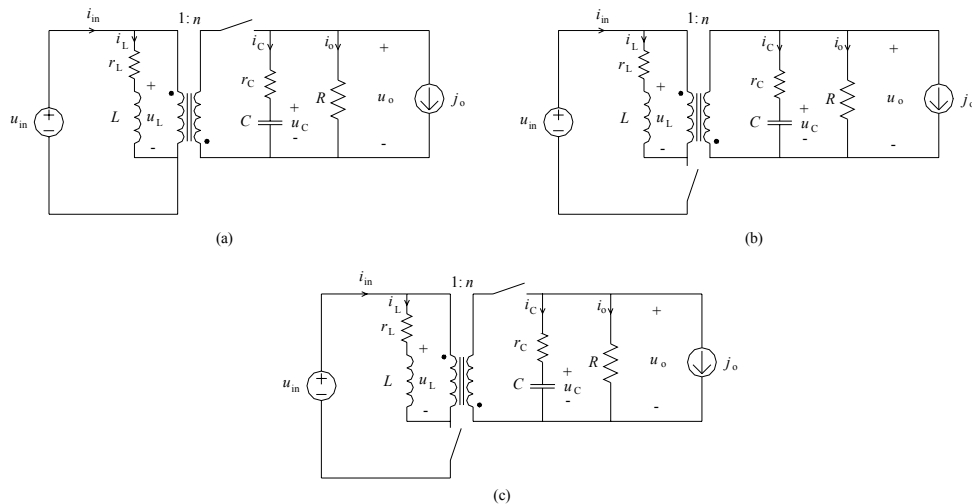 i_in
1: n
i_L
r_L
+
u_L
-
L
u_in
+
-
i_C
r_C
C
+
u_C
-
i_o
R
+
u_o
-
j_o
(a)
i_in
1: n
i_L
r_L
+
u_L
-
L
u_in
+
-
i_C
r_C
C
+
u_C
-
i_o
R
+
u_o
-
j_o
(b)
i_in
1: n
i_L
r_L
+
u_L
-
L
u_in
+
-
i_C
r_C
C
+
u_C
-
i_o
R
+
u_o
-
j_o
(c)